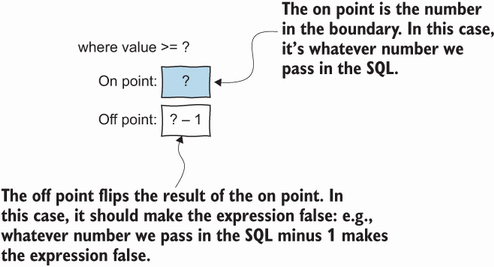 The on point is the number
in the boundary. In this case,
it's whatever number we
pass in the SQL.
where value >= ?
On point: ?
Off point: ? – 1
The off point flips the result of the on point. In
this case, it should make the expression false: e.g.,
whatever number we pass in the SQL minus 1 makes
the expression false.